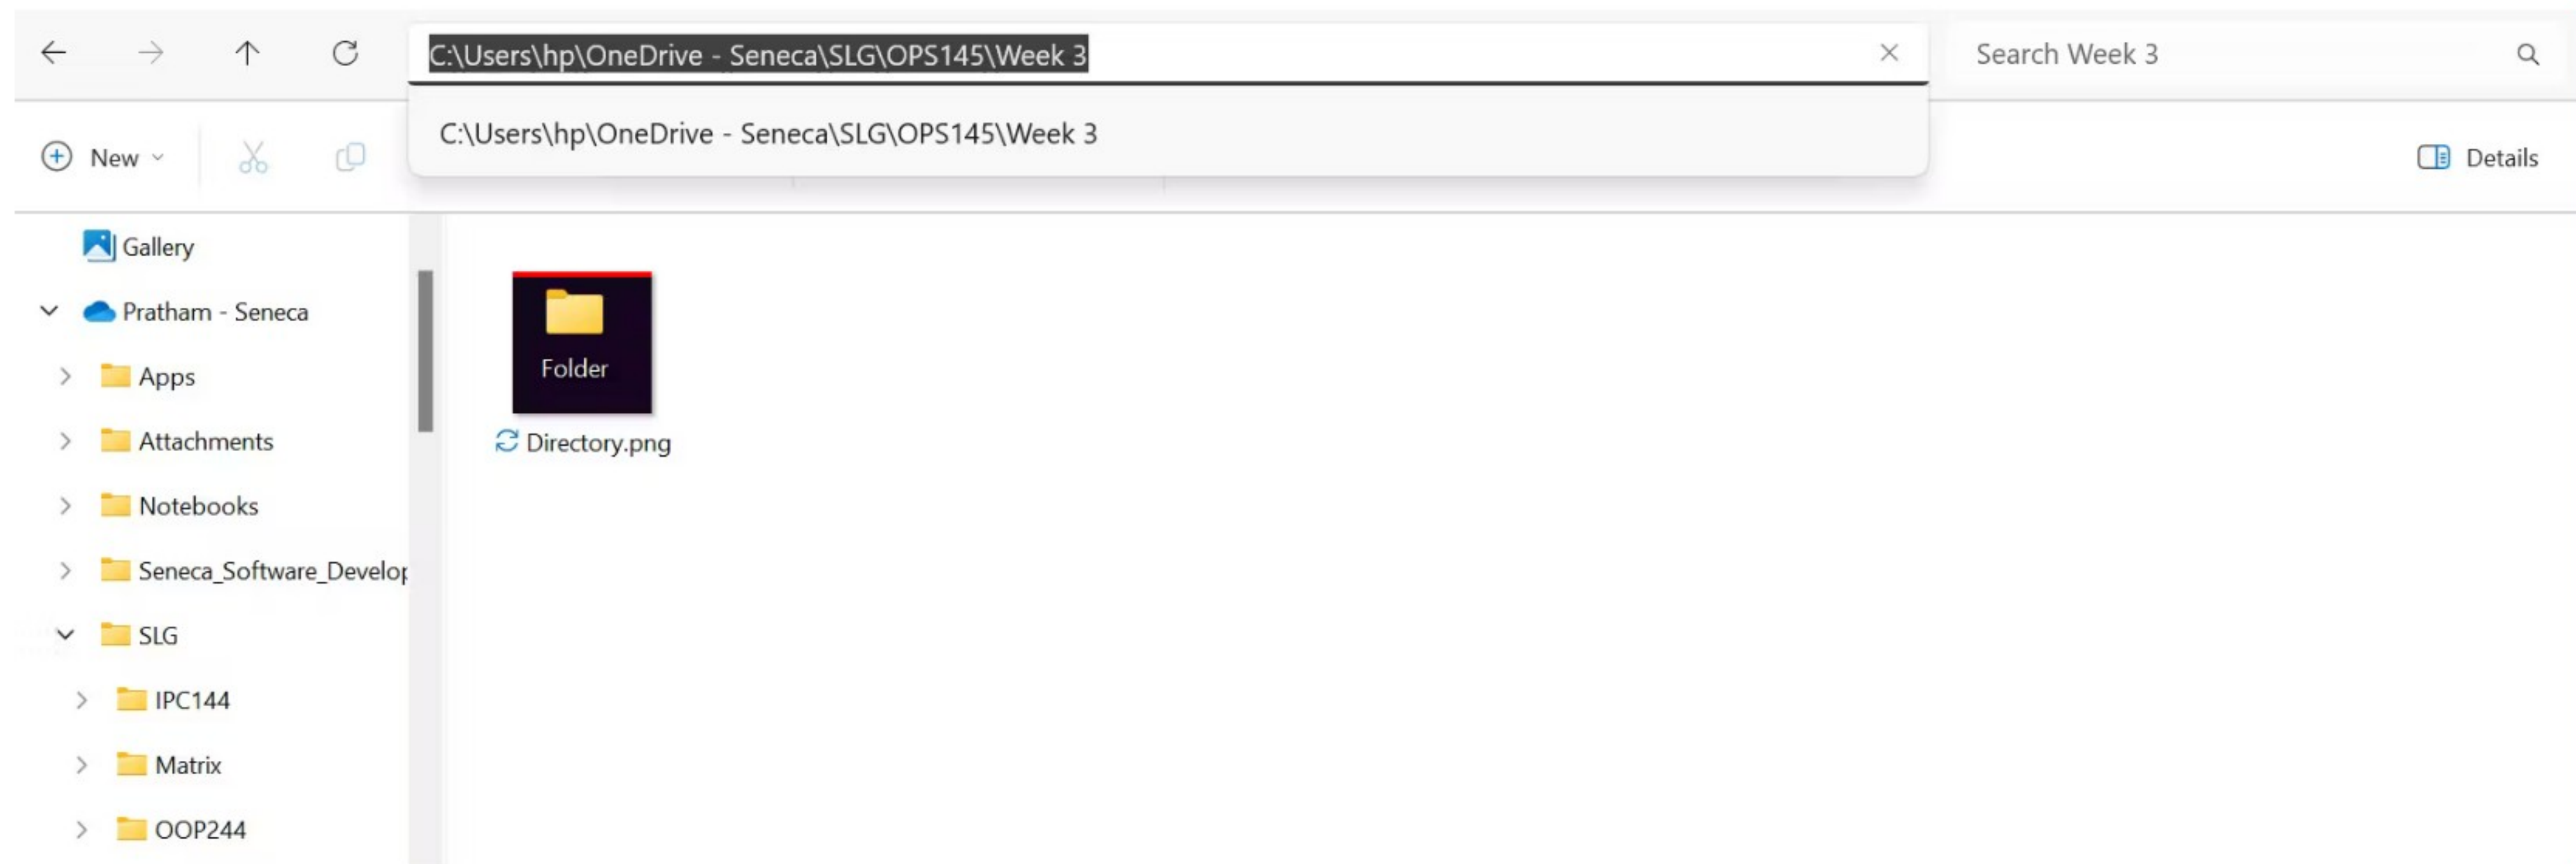 C:\Users\hp\OneDrive - Seneca\SLG\OPS145\Week 3
Search Week 3
C:\Users\hp\OneDrive - Seneca\SLG\OPS145\Week 3
New
Details
Gallery
Pratham - Seneca
Apps
Attachments
Notebooks
Seneca_Software_Develop
SLG
IPC144
Matrix
OOP244
Folder
Directory.png